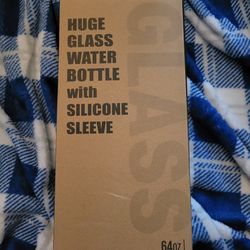 HUGE
GLASS
WATER
BOTTLE
with
SILICONE
SLEEVE
GLASS
64oz